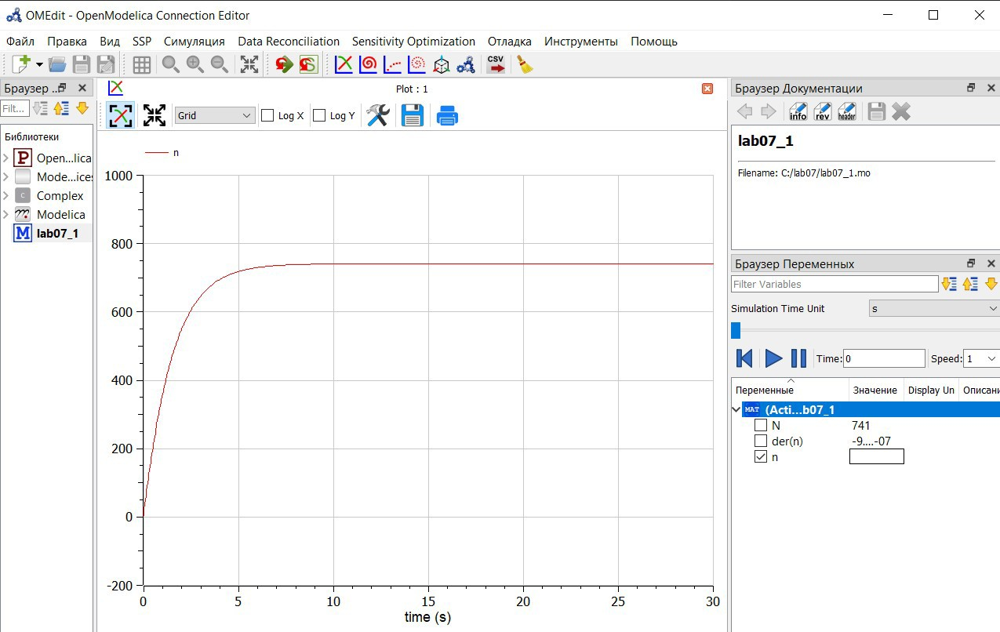 OMEdit - OpenModelica Connection Editor
Файл Правка Вид SSP Симуляция Data Reconciliation Sensitivity Optimization Отладка Инструменты Помощь
CSV
Браузер ..
Фilt...
Библиотеки
P Open...lica
Mode...ices
C Complex
m Modelica
M lab07_1
Plot : 1
Grid Log X Log Y
n
1000
800
600
400
200
0
-200
0 5 10 15 20 25 30
time (s)
Браузер Документации
info rev header
lab07_1
Filename: C:/lab07/lab07_1.mo
Браузер Переменных
Filter Variables
Simulation Time Unit s
Time: 0 Speed: 1
Переменные Значение Display Un Описани
MAT (Acti...b07_1
N 741
der(n) -9....-07
n